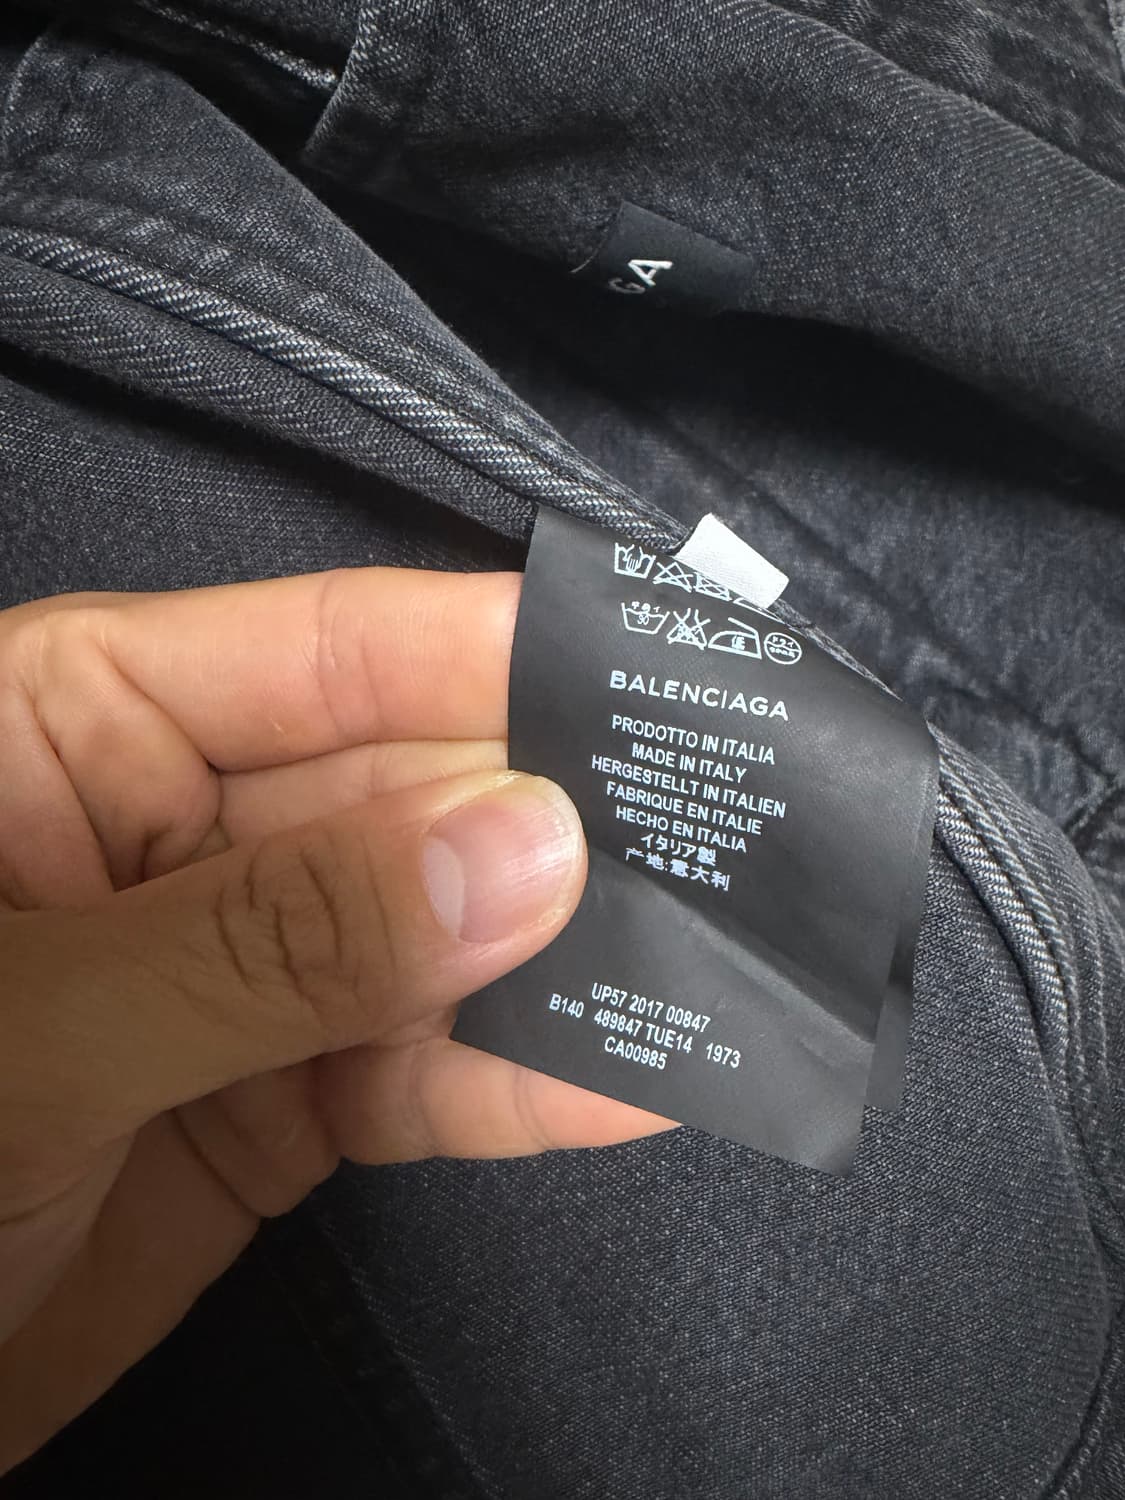 GA
BALENCIAGA
PRODOTTO IN ITALIA
MADE IN ITALY
HERGESTELLT IN ITALIEN
FABRIQUE EN ITALIE
HECHO EN ITALIA
イタリア製
产地:意大利
UP57 2017 00847
B140 489847 TUE14 1973
CA00985